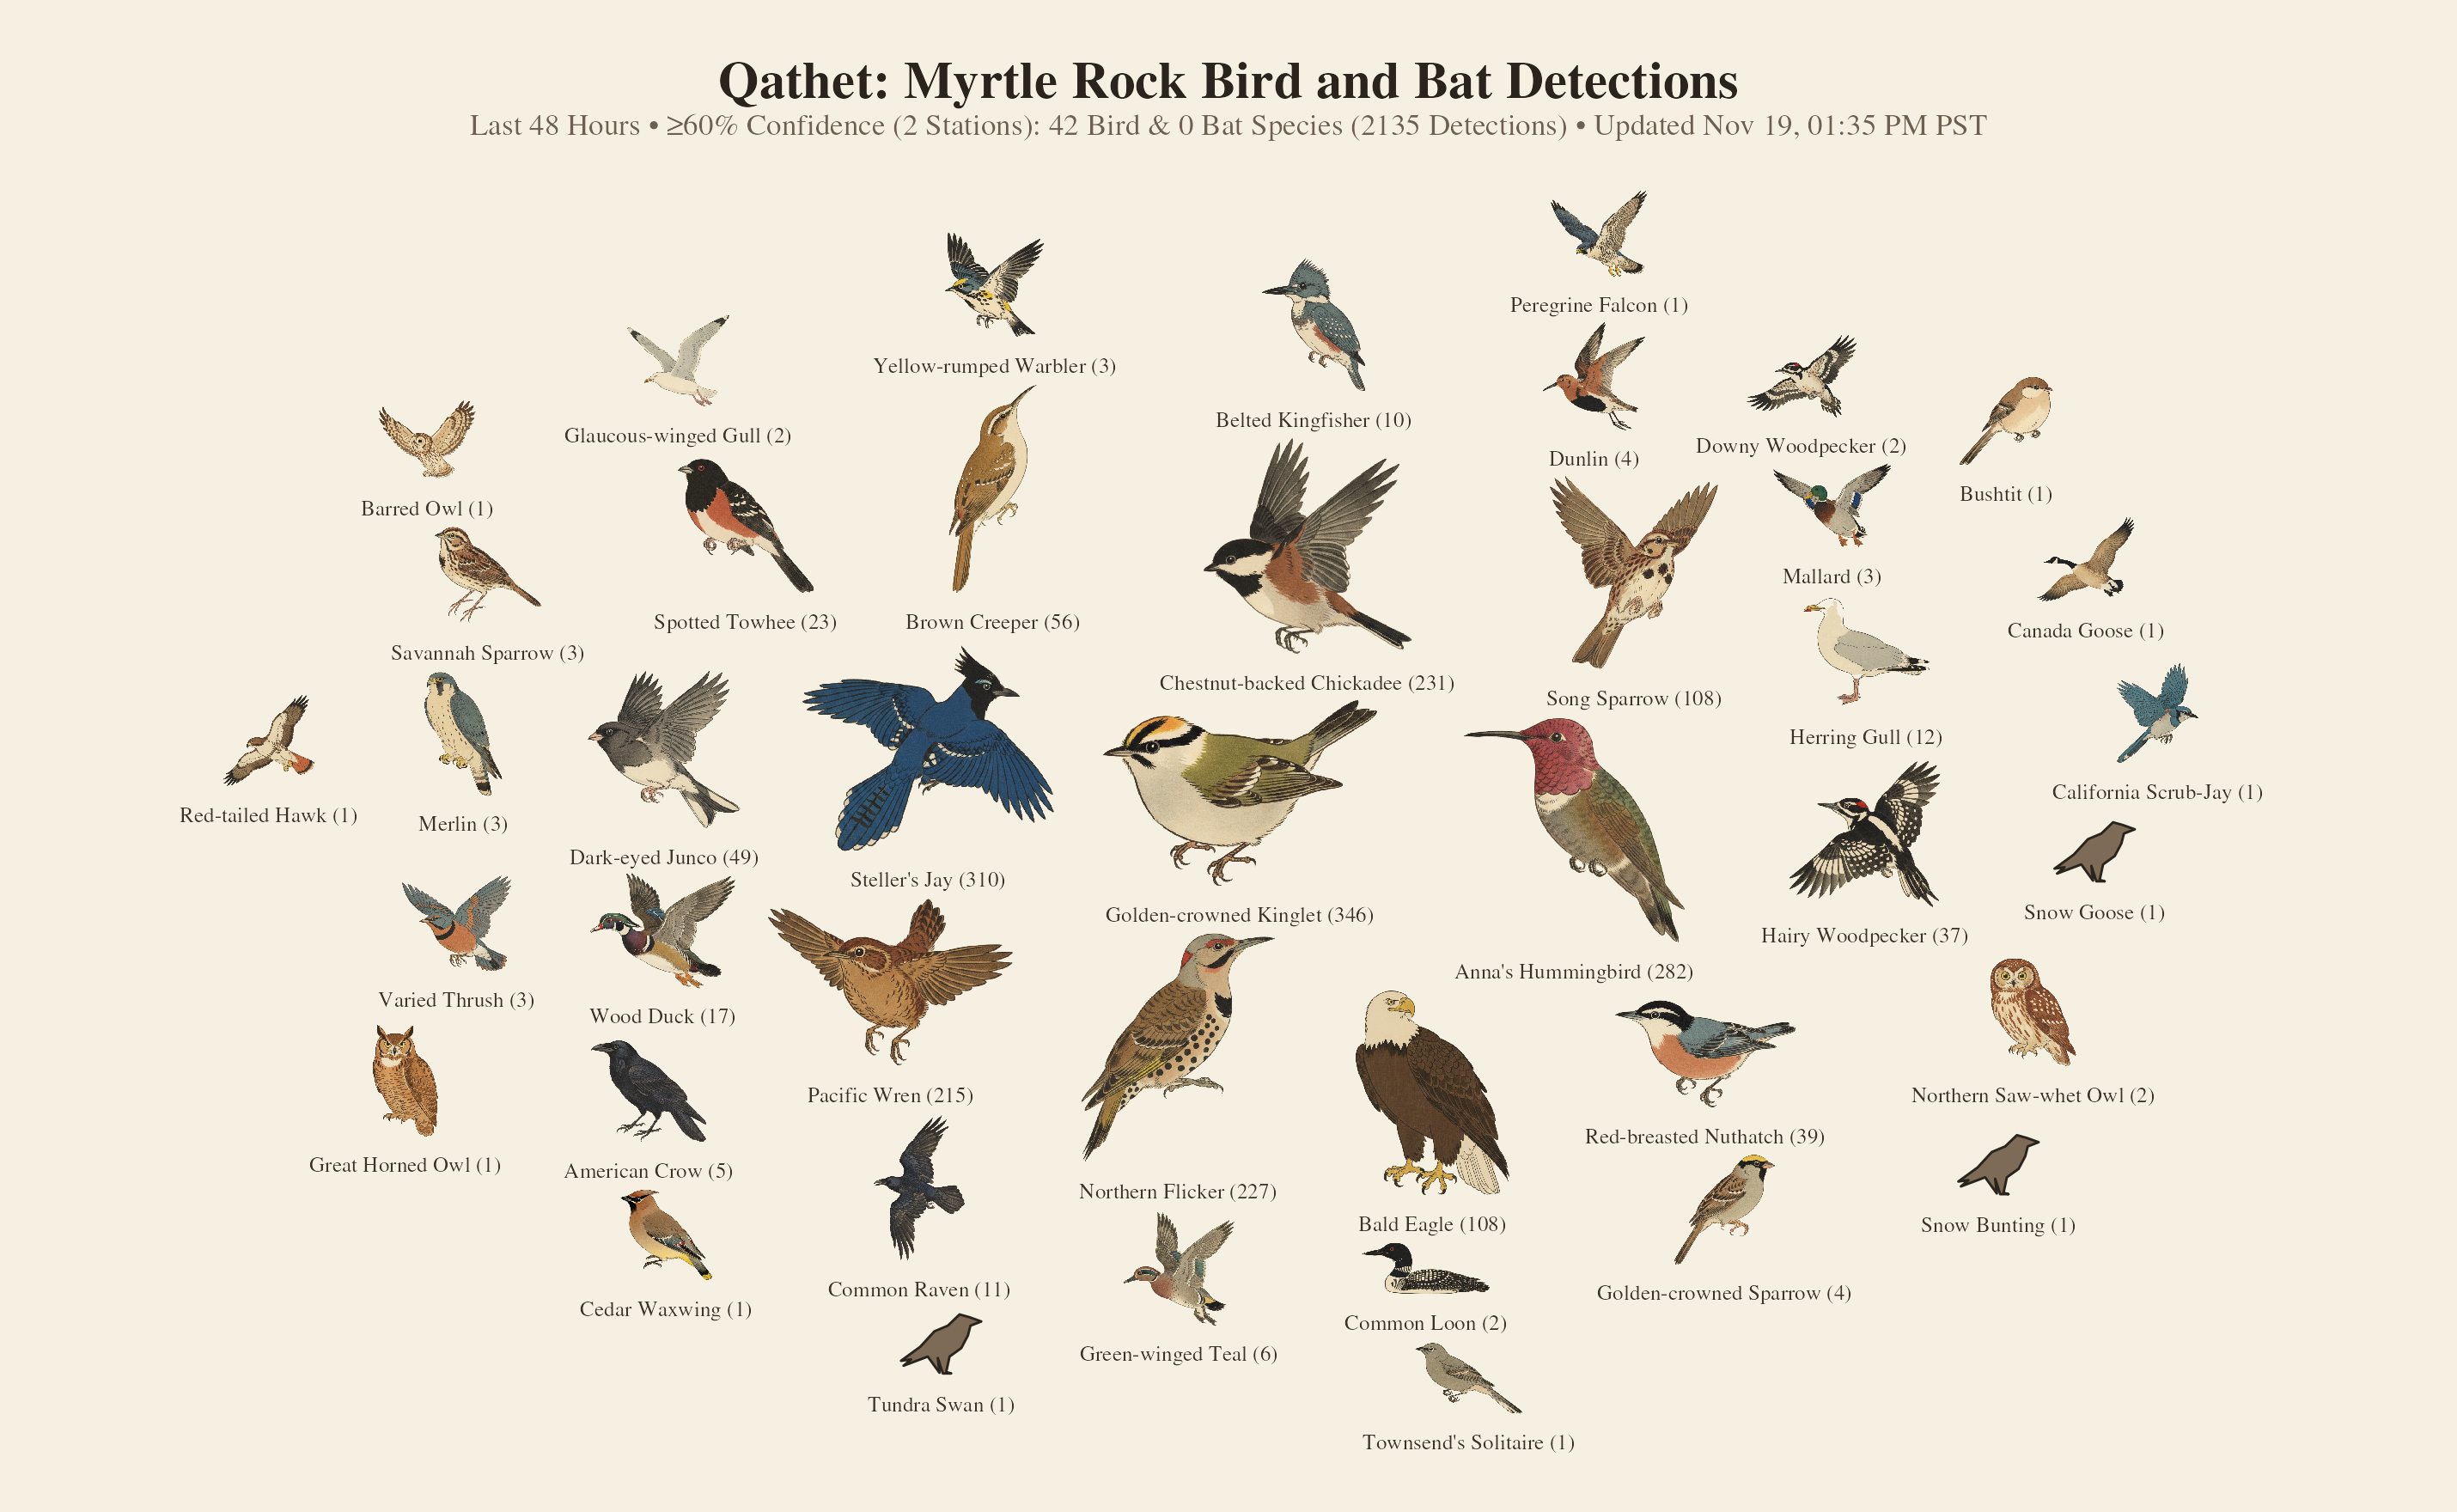 Qathet: Myrtle Rock Bird and Bat Detections
Last 48 Hours • ≥60% Confidence (2 Stations): 42 Bird & 0 Bat Species (2135 Detections) • Updated Nov 19, 01:35 PM PST
Peregrine Falcon (1)
Yellow-rumped Warbler (3)
Belted Kingfisher (10)
Glaucous-winged Gull (2)
Downy Woodpecker (2)
Dunlin (4)
Bushtit (1)
Barred Owl (1)
Mallard (3)
Spotted Towhee (23)
Brown Creeper (56)
Canada Goose (1)
Savannah Sparrow (3)
Chestnut-backed Chickadee (231)
Song Sparrow (108)
Herring Gull (12)
California Scrub-Jay (1)
Red-tailed Hawk (1)
Merlin (3)
Dark-eyed Junco (49)
Steller's Jay (310)
Snow Goose (1)
Golden-crowned Kinglet (346)
Hairy Woodpecker (37)
Anna's Hummingbird (282)
Varied Thrush (3)
Wood Duck (17)
Pacific Wren (215)
Northern Saw-whet Owl (2)
Red-breasted Nuthatch (39)
Great Horned Owl (1)
American Crow (5)
Northern Flicker (227)
Bald Eagle (108)
Snow Bunting (1)
Common Raven (11)
Golden-crowned Sparrow (4)
Cedar Waxwing (1)
Common Loon (2)
Green-winged Teal (6)
Tundra Swan (1)
Townsend's Solitaire (1)